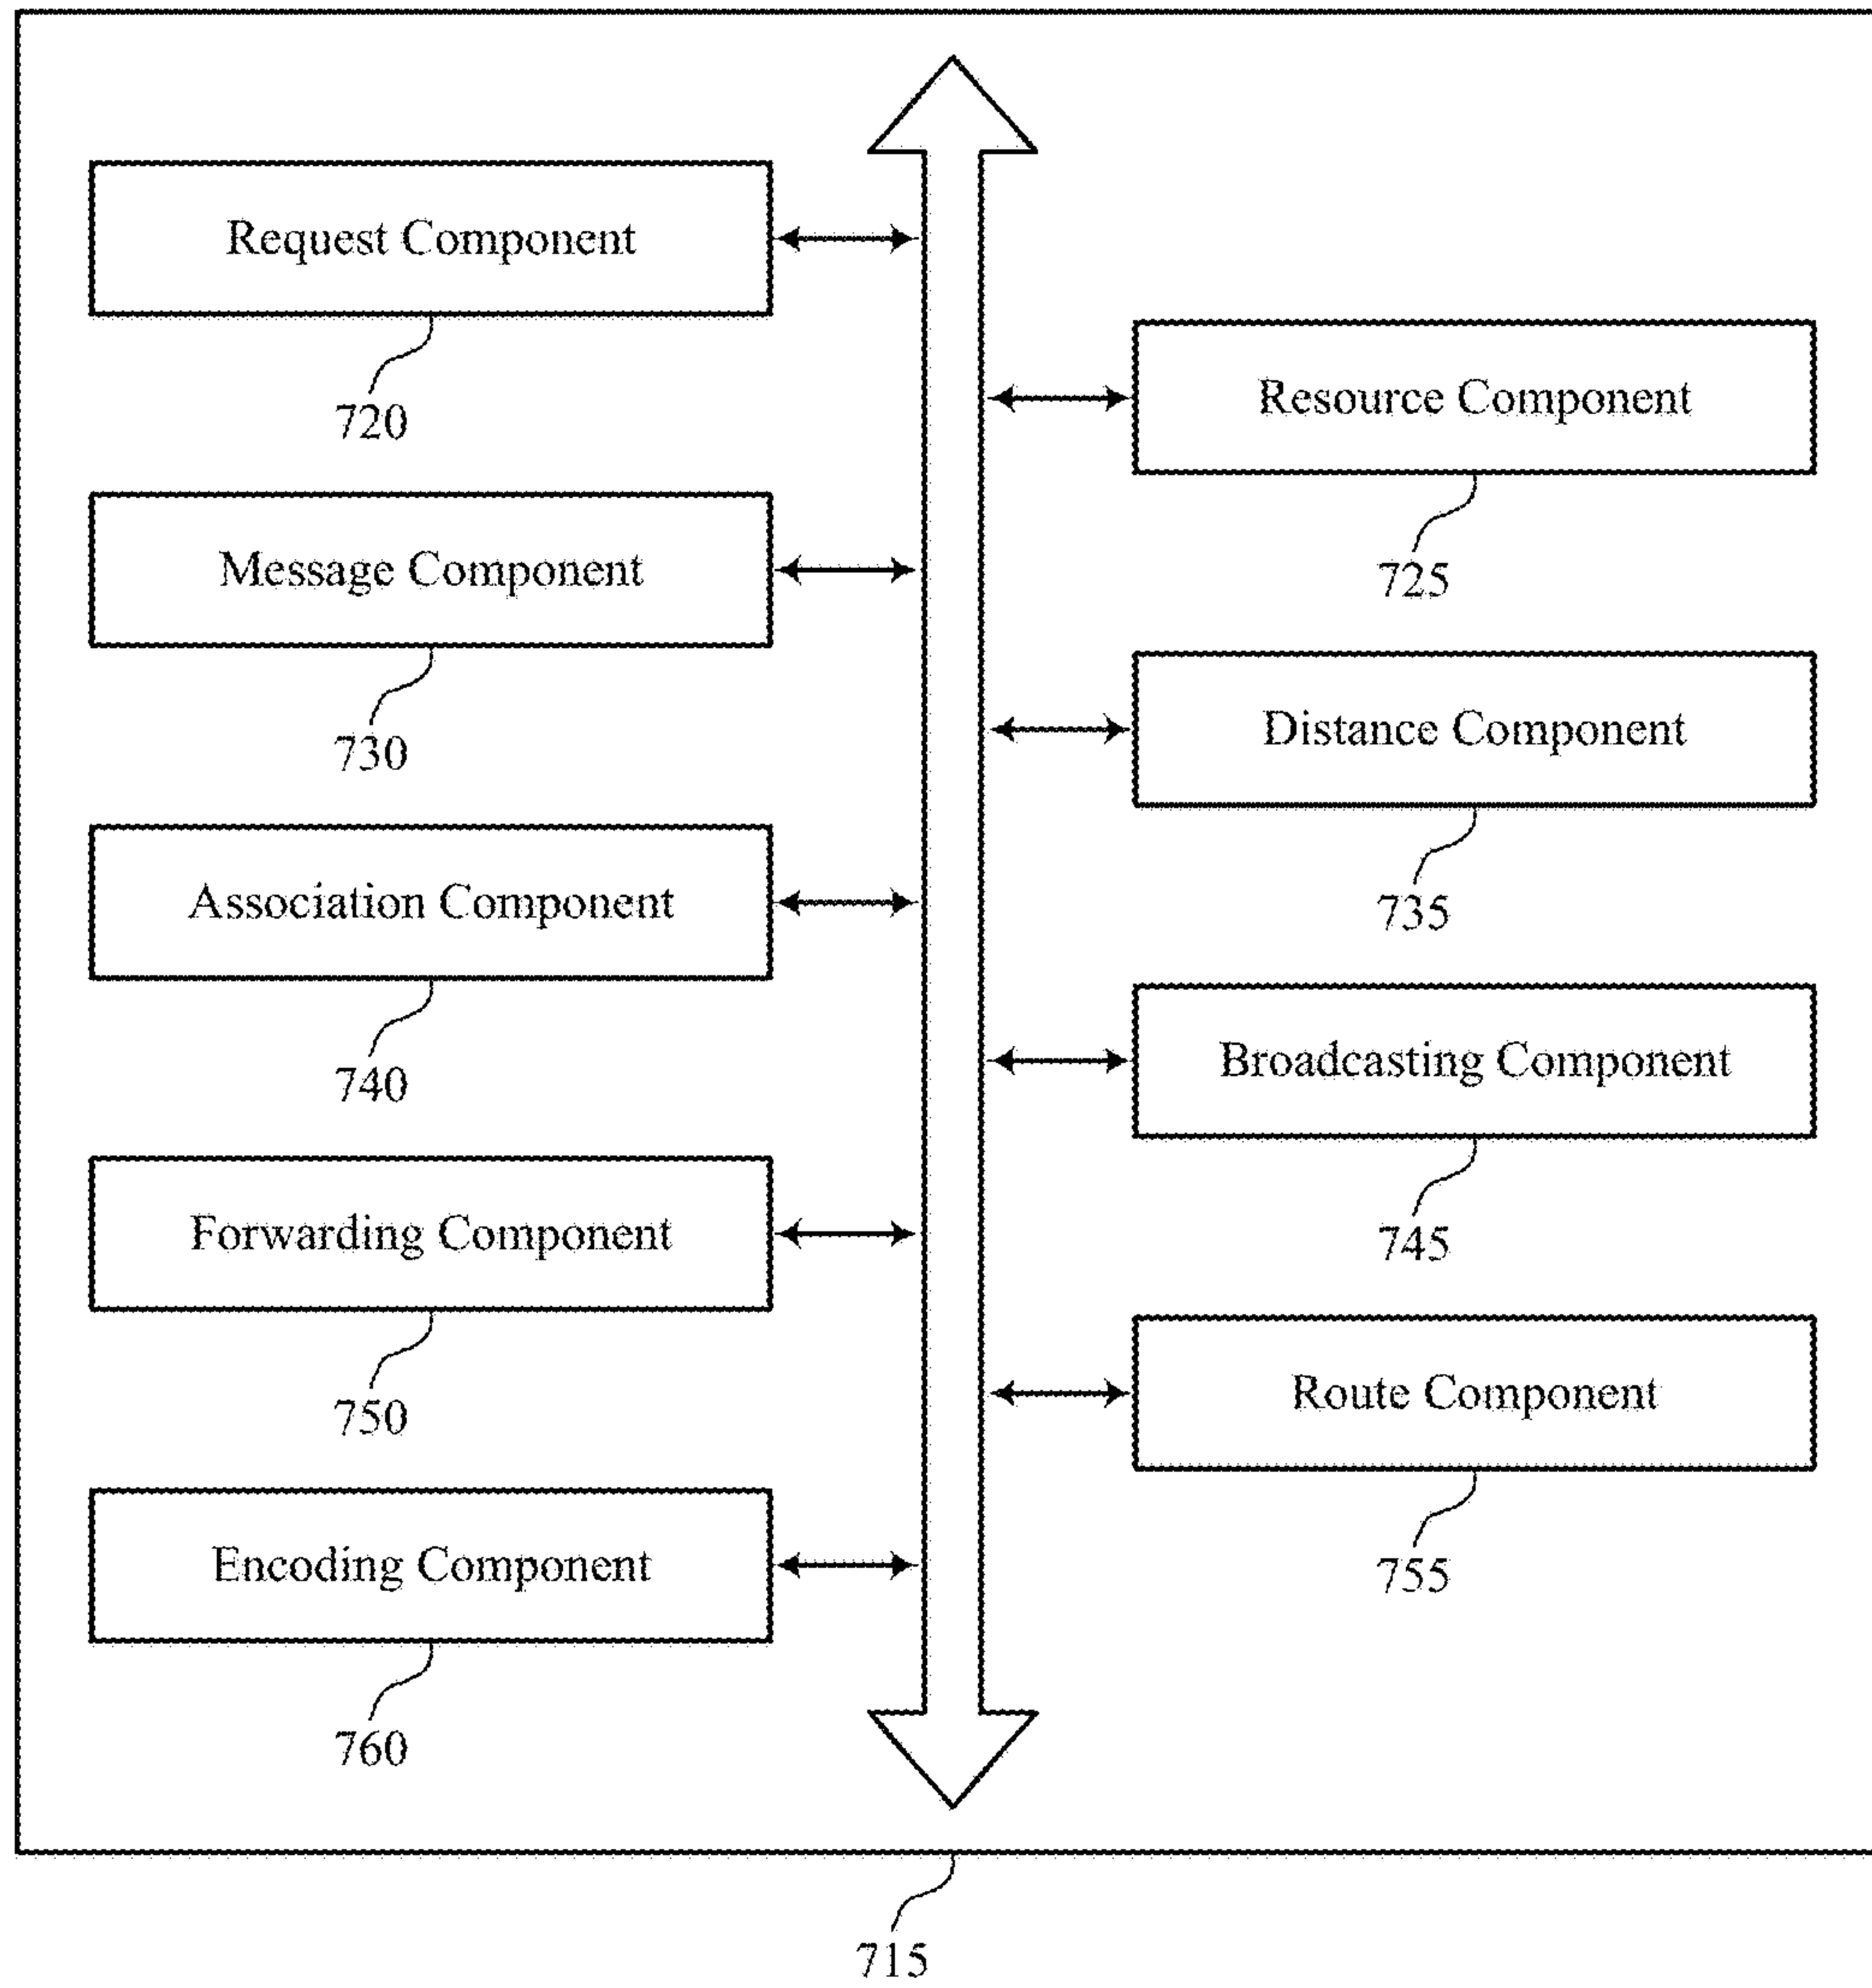 Request Component
720
Resource Component
725
Message Component
730
Distance Component
735
Association Component
740
Broadcasting Component
745
Forwarding Component
750
Route Component
755
Encoding Component
760
715